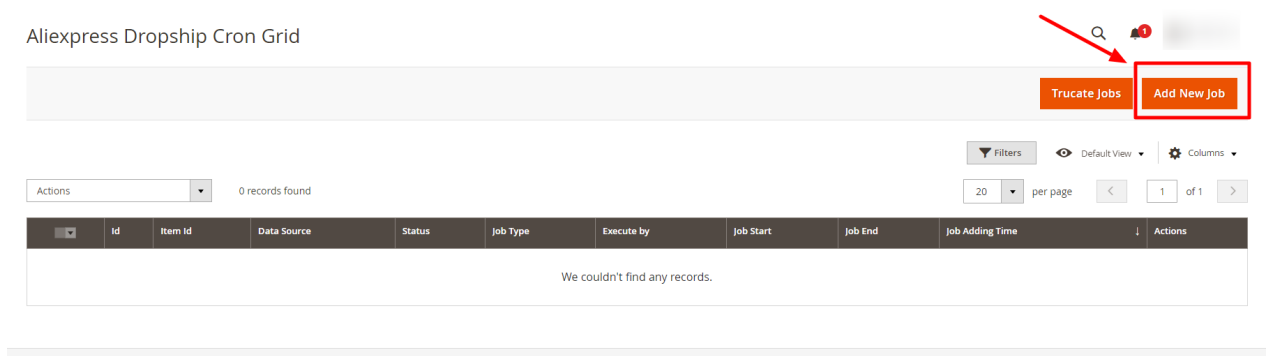 Aliexpress Dropship Cron Grid
1
Trucate Jobs
Add New Job
Filters
Default View
Columns
Actions
0 records found
20
per page
1
of 1
Id Item Id Data Source Status Job Type Execute by Job Start Job End Job Adding Time ↓ Actions
We couldn't find any records.